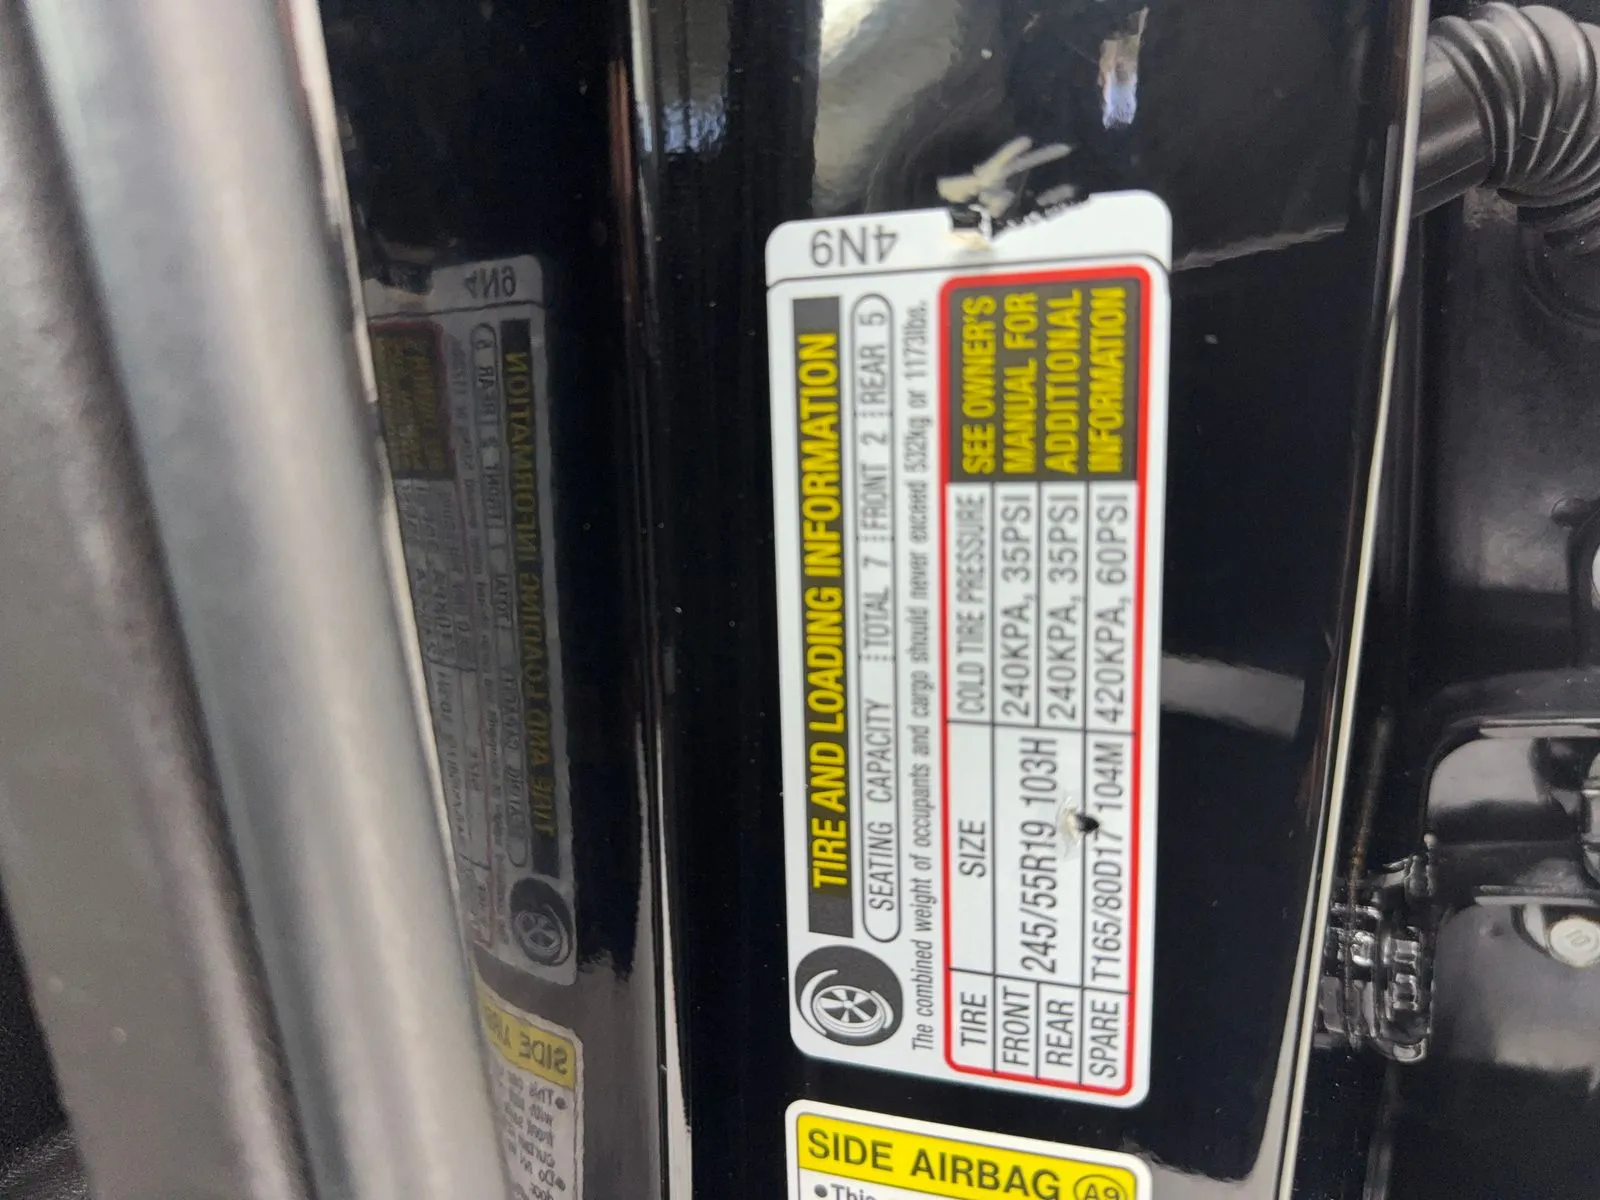 4N9
TIRE AND LOADING INFORMATION
SEATING CAPACITY TOTAL 7 FRONT 2 REAR 5
The combined weight of occupants and cargo should never exceed 532kg or 1173lbs.
TIRE SIZE COLD TIRE PRESSURE
FRONT 245/55R19 103H 240KPA, 35PSI
REAR 240KPA, 35PSI
SPARE T165/80D17 104M 420KPA, 60PSI
SEE OWNER'S
MANUAL FOR
ADDITIONAL
INFORMATION
SIDE AIRBAG A9
•This